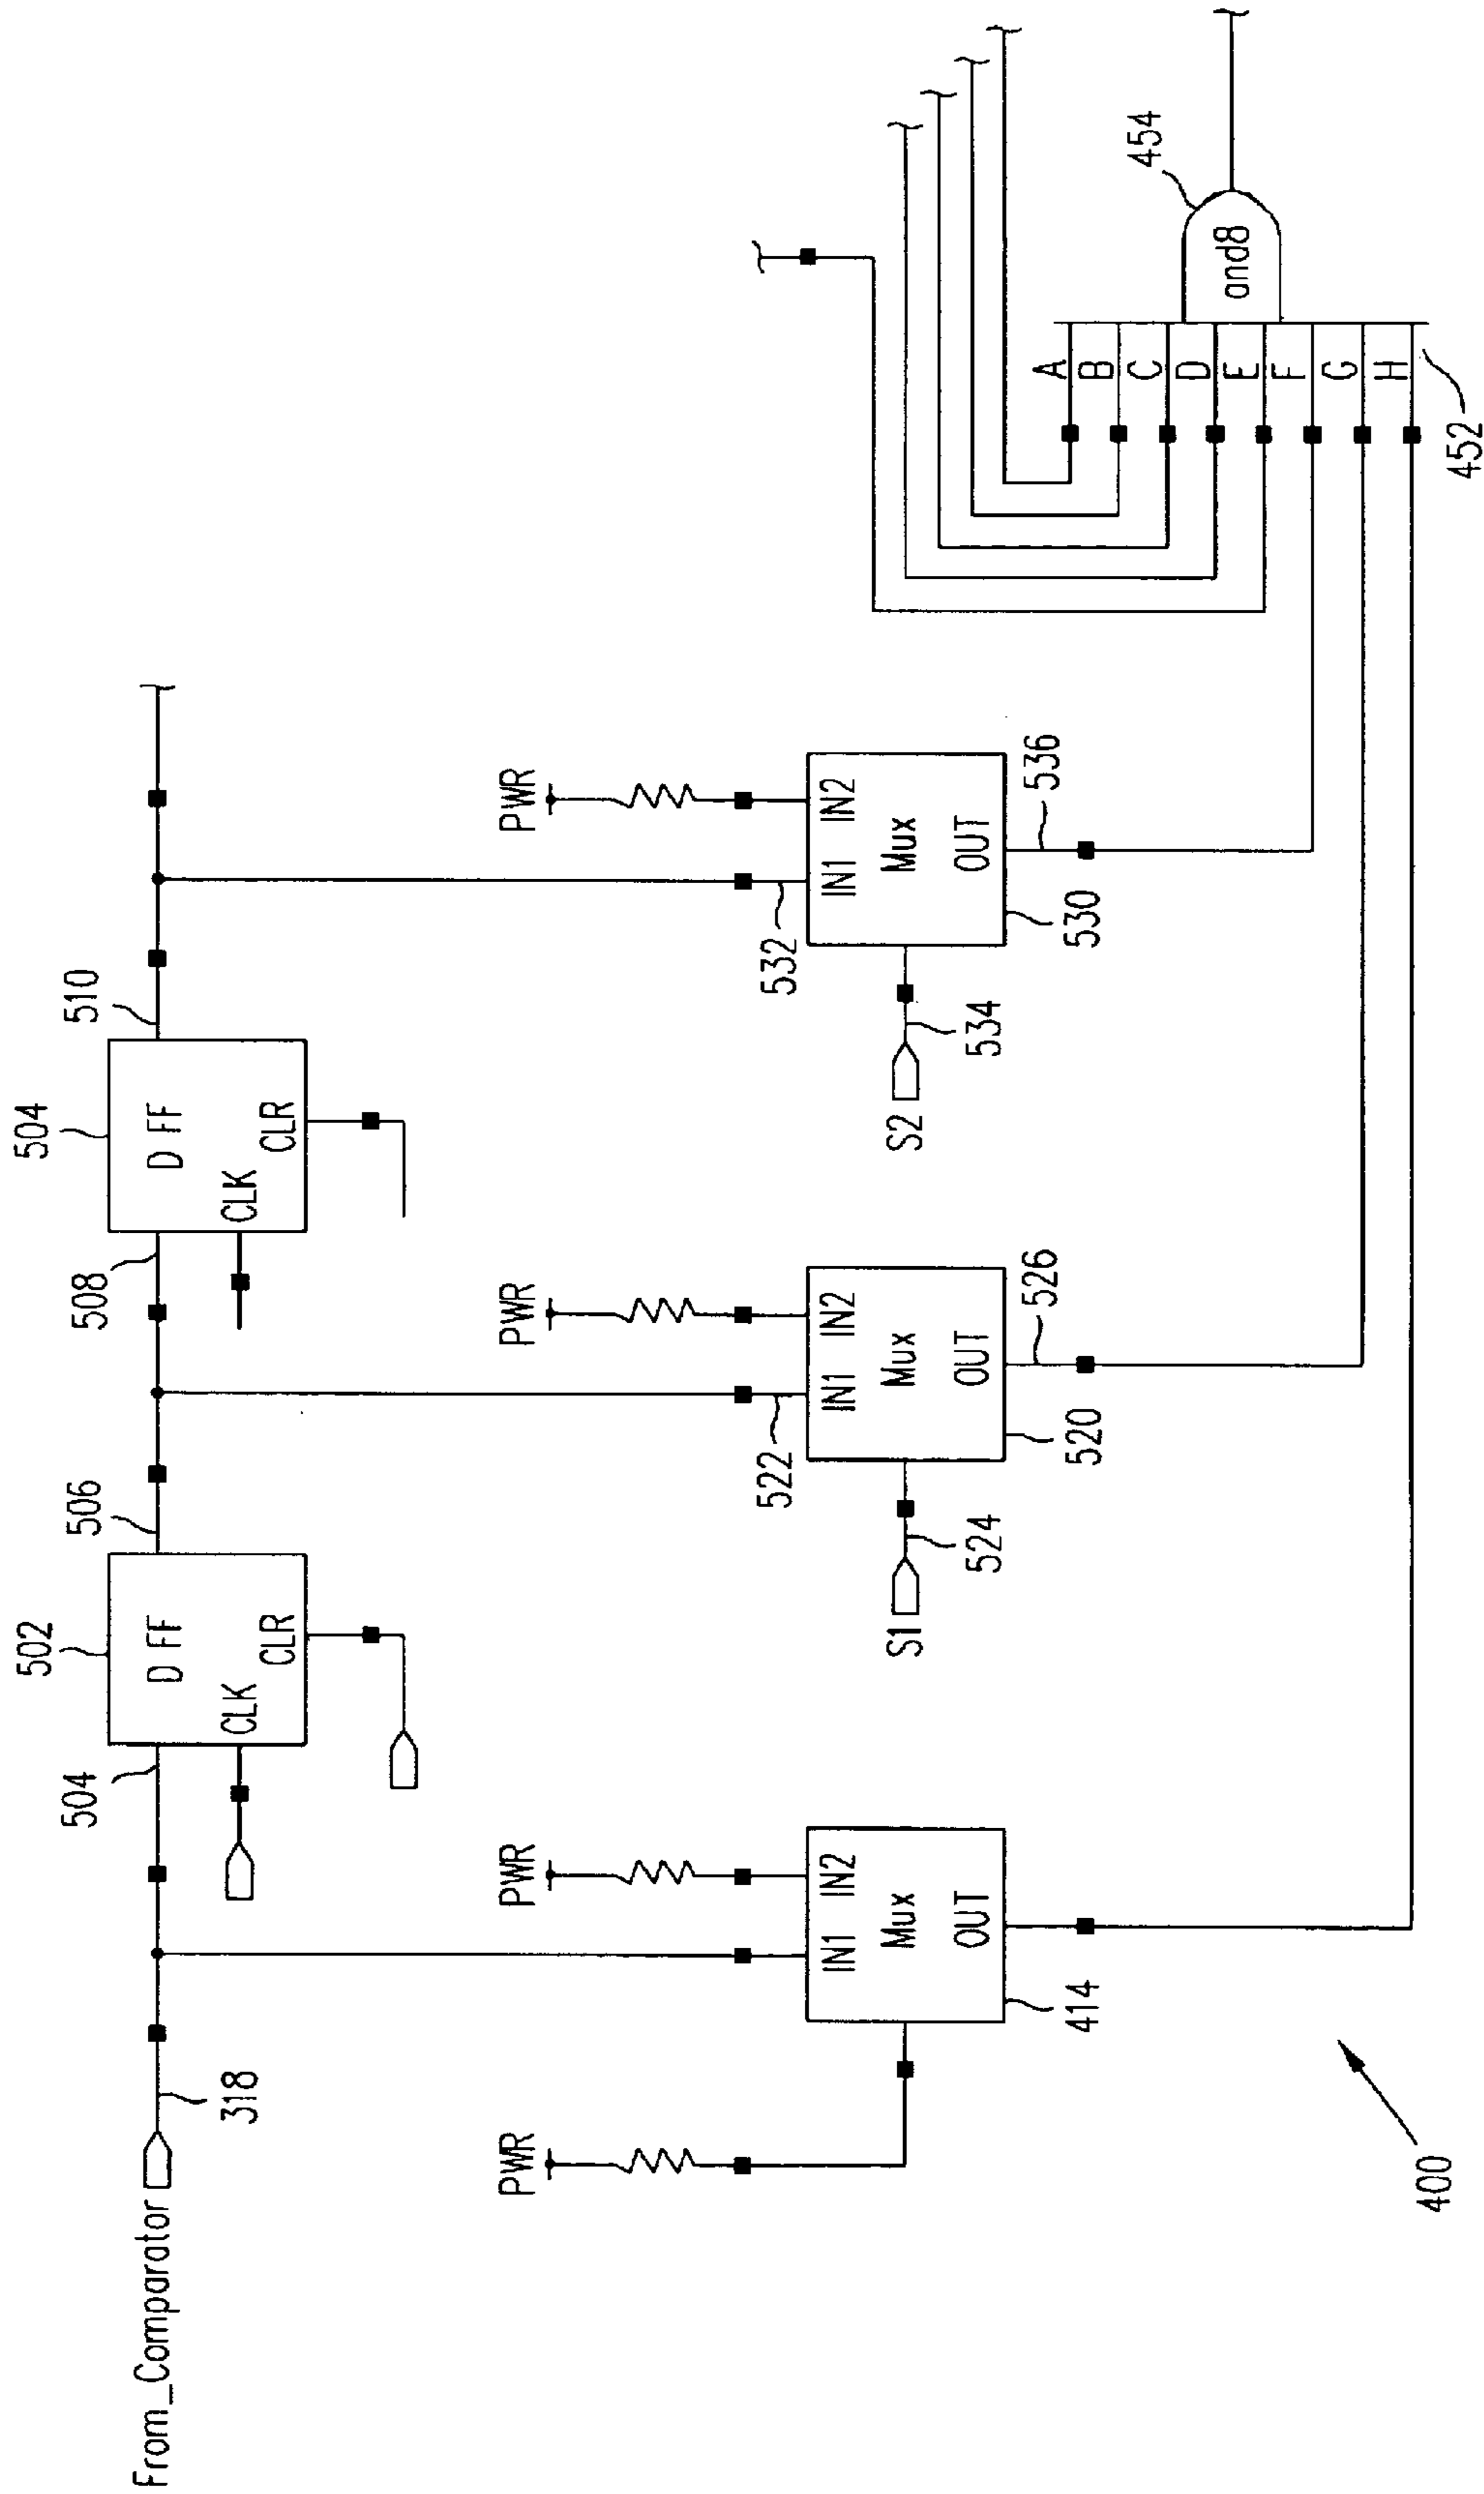 From_Comparator
318
504
502
D FF
CLK
CLR
506
508
504
D FF
CLK
CLR
510
PWR
PWR
IN1 IN2
Mux
OUT
414
PWR
522
IN1 IN2
Mux
OUT
S1
524
520
526
PWR
532
IN1 IN2
Mux
OUT
S2
534
530
536
A
B
C
D
E
F
G
H
and8
454
452
400